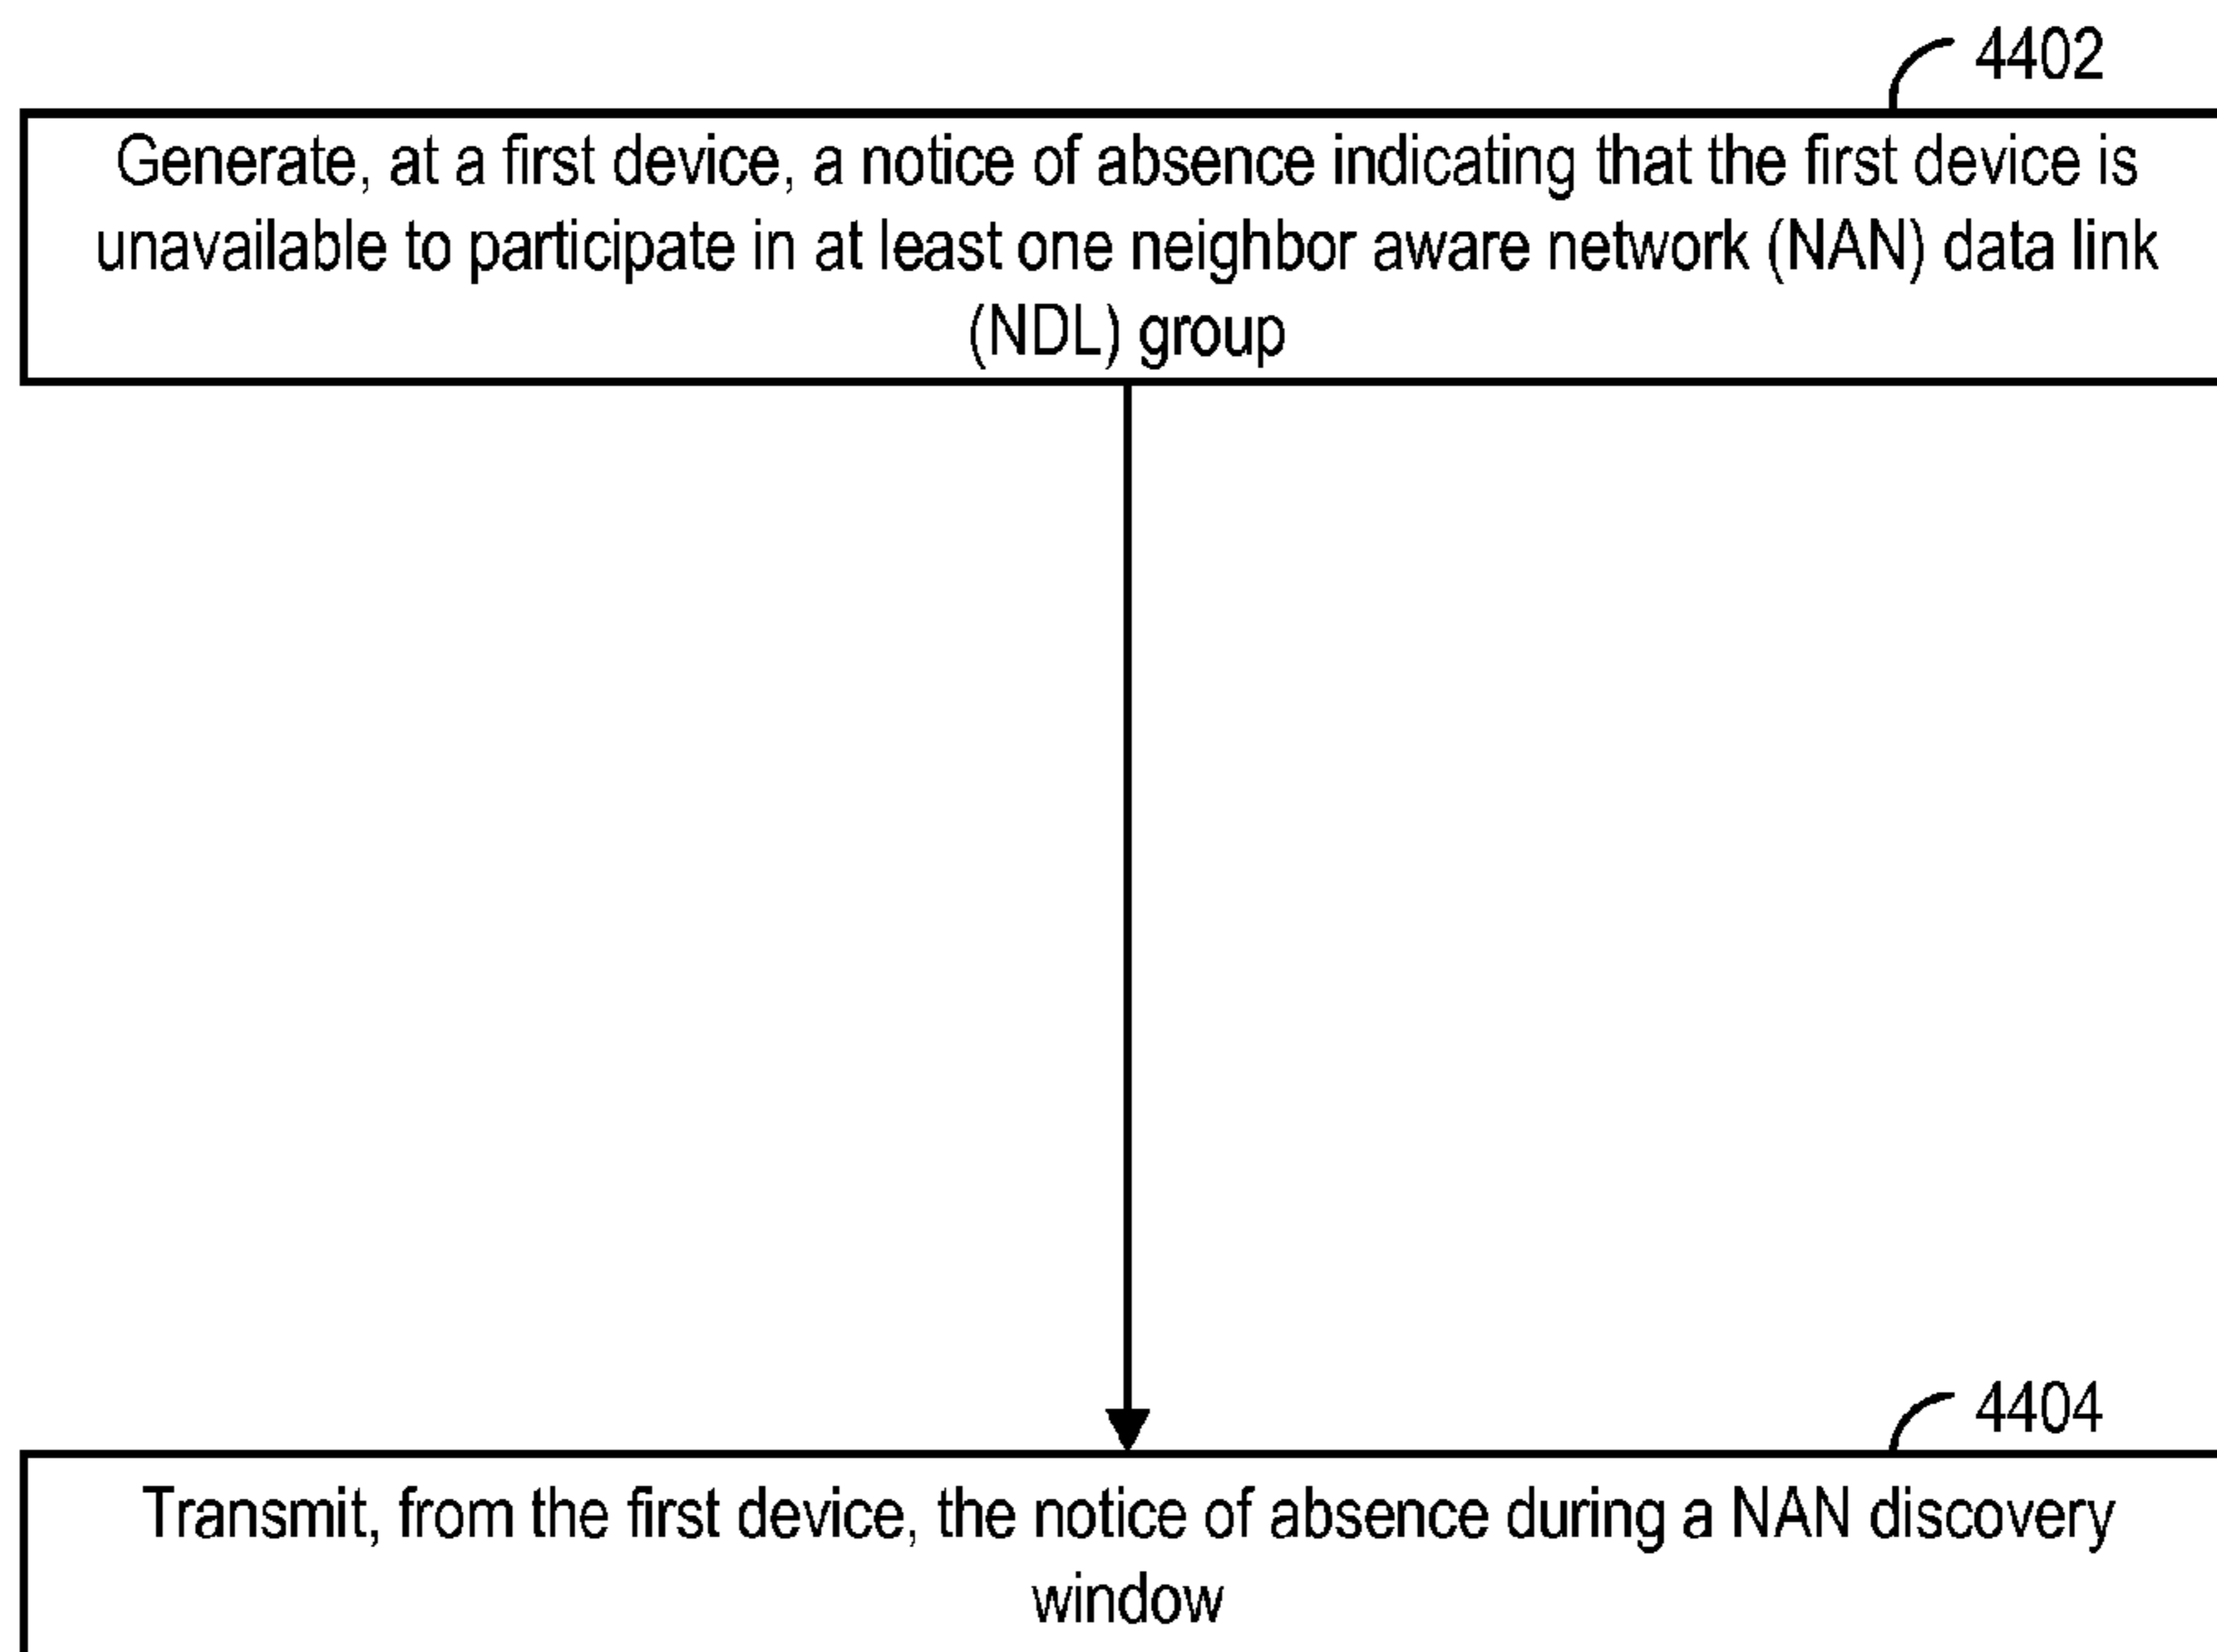 4402
Generate, at a first device, a notice of absence indicating that the first device is
unavailable to participate in at least one neighbor aware network (NAN) data link
(NDL) group
4404
Transmit, from the first device, the notice of absence during a NAN discovery
window